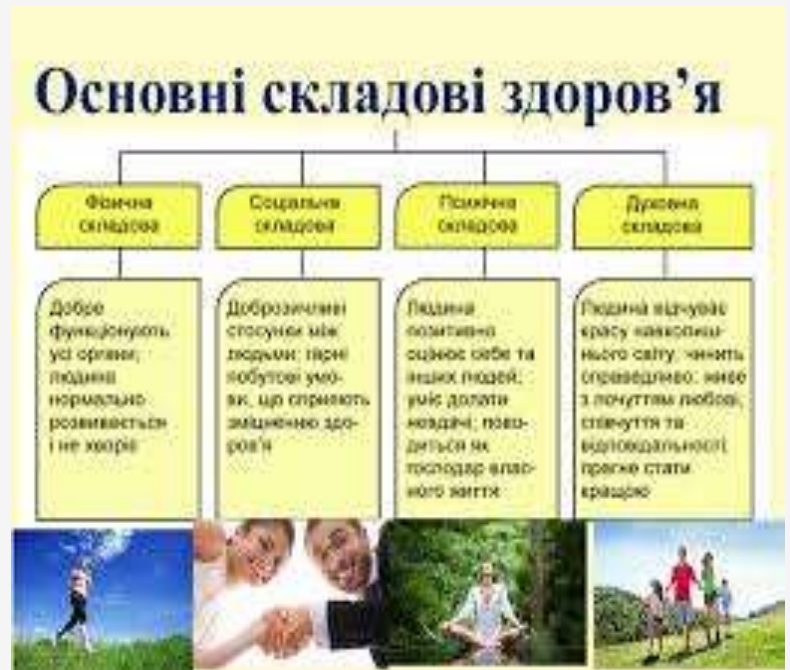 Основні складові здоров’я
Фізична
складова
Соціальна
складова
Психічна
складова
Духовна
складова
Добре
функціонують
усі органи;
людина
нормально
розвивається
і не хворіє
Доброзичливі
стосунки між
людьми; гарні
побутові умо-
ви, що сприяють
зміцненню здо-
ров’я
Людина
позитивно
оцінює себе та
інших людей;
уміє долати
невдачі; пово-
диться як
господар влас-
ного життя
Людина відчуває
красу навколиш-
нього світу; чинить
справедливо; живе
з почуттям любові,
співчуття та
відповідальності;
прагне стати
кращою